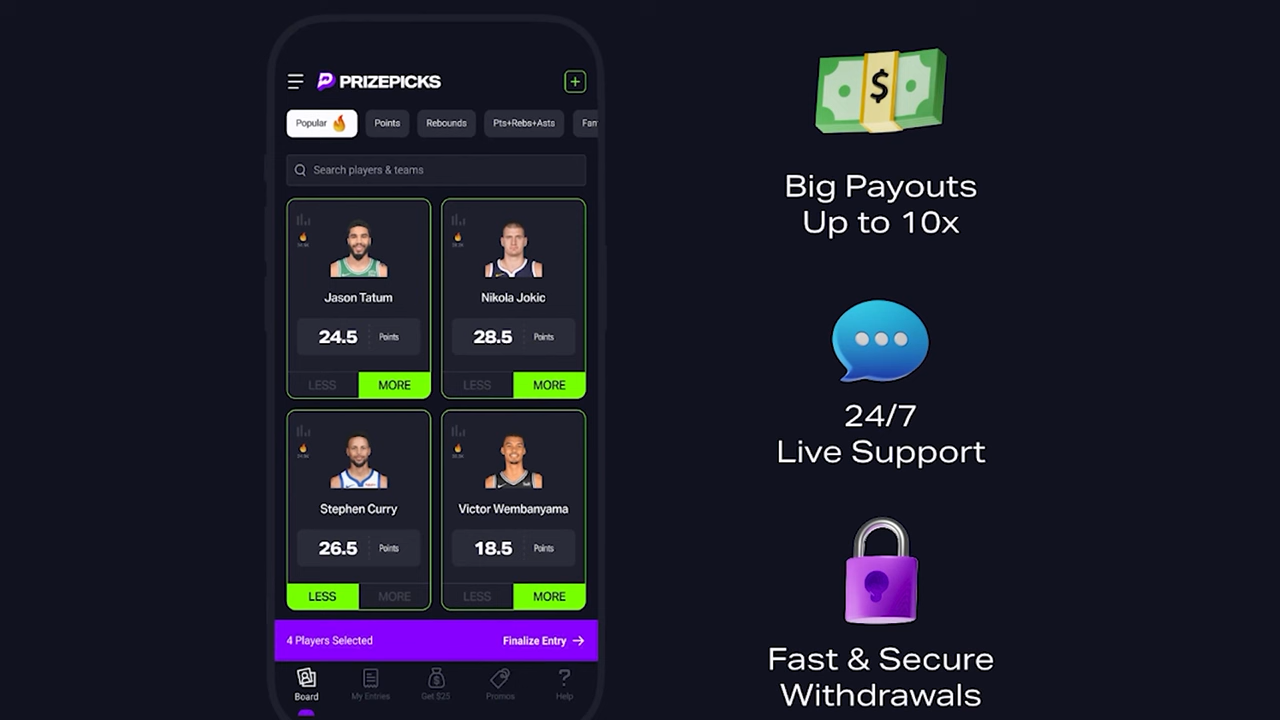 PRIZEPICKS
+
Popular
Points
Rebounds
Pts+Rebs+Asts
Fan
Search players & teams
Jason Tatum
24.5 Points
LESS MORE
Nikola Jokic
28.5 Points
LESS MORE
Stephen Curry
26.5 Points
LESS MORE
Victor Wembanyama
18.5 Points
LESS MORE
4 Players Selected
Finalize Entry →
Board
My Entries
Get $25
Promos
?
Help
$
Big Payouts
Up to 10x
24/7
Live Support
Fast & Secure
Withdrawals